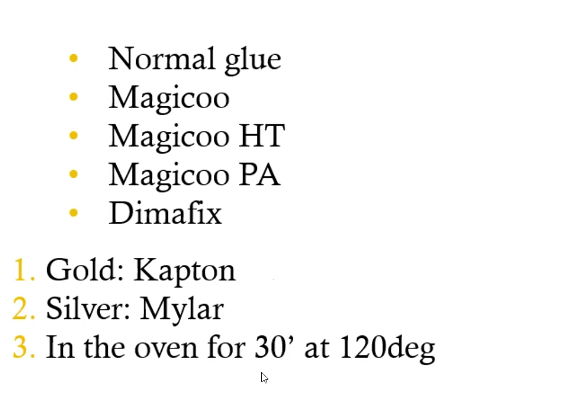 • Normal glue
• Magicoo
• Magicoo HT
• Magicoo PA
• Dimafix
1. Gold: Kapton
2. Silver: Mylar
3. In the oven for 30’ at 120deg